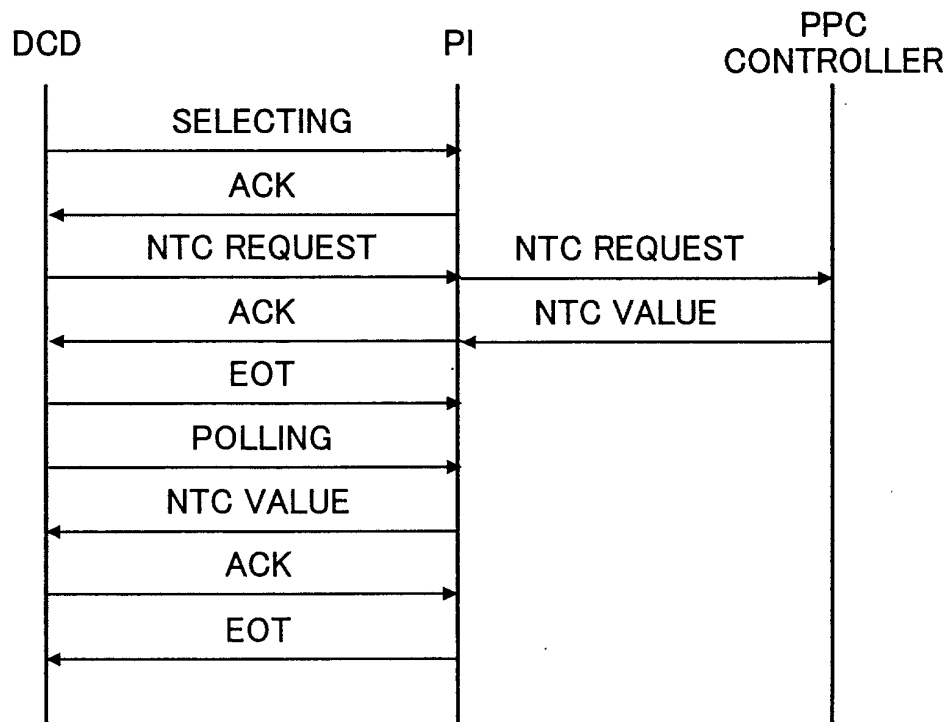 DCD
PI
PPC
CONTROLLER
SELECTING
ACK
NTC REQUEST
NTC REQUEST
ACK
NTC VALUE
EOT
POLLING
NTC VALUE
ACK
EOT